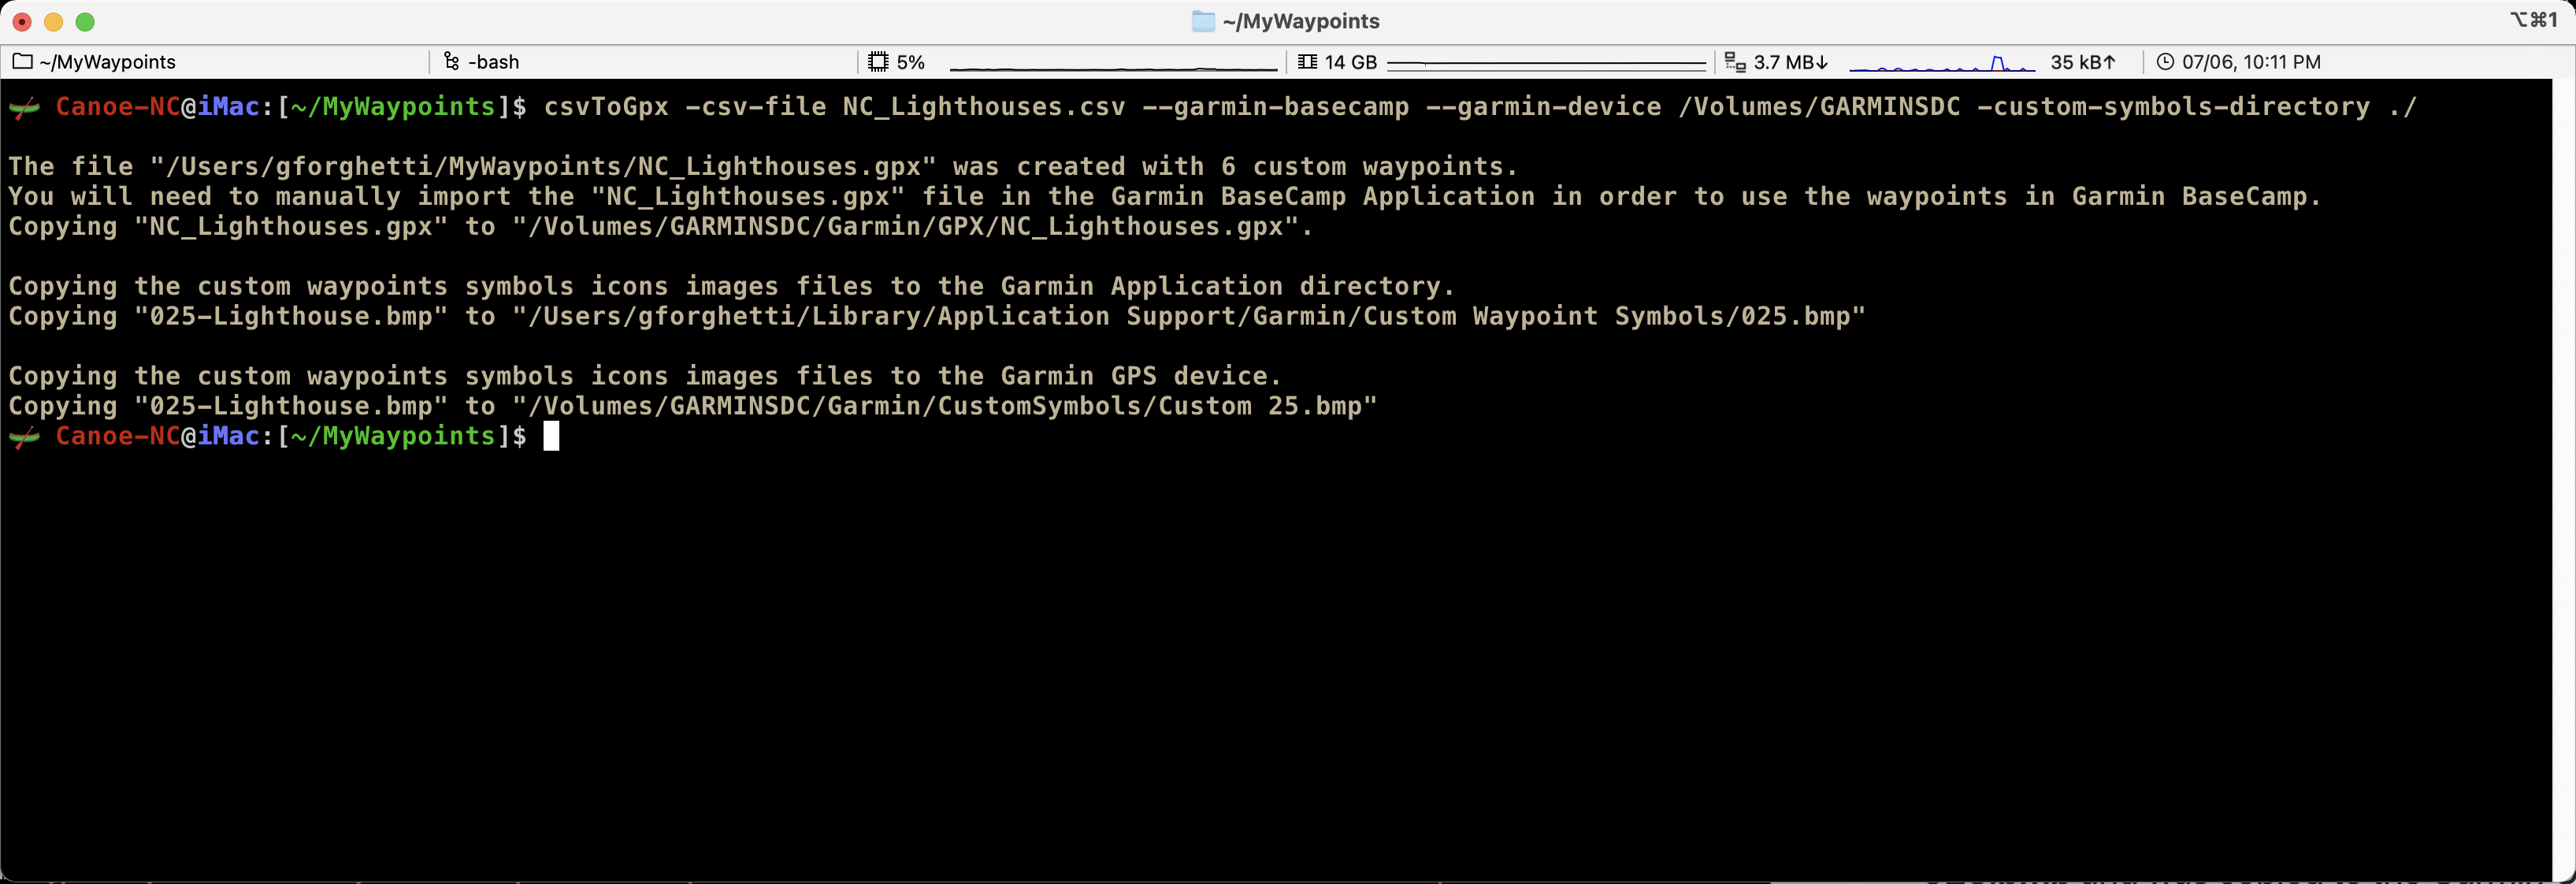 ~/MyWaypoints
⌥⌘1
~/MyWaypoints -bash 5% 14 GB 3.7 MB↓ 35 kB↑ 07/06, 10:11 PM
Canoe-NC@iMac:[~/MyWaypoints]$ csvToGpx -csv-file NC_Lighthouses.csv --garmin-basecamp --garmin-device /Volumes/GARMINSDC -custom-symbols-directory ./
The file "/Users/gforghetti/MyWaypoints/NC_Lighthouses.gpx" was created with 6 custom waypoints.
You will need to manually import the "NC_Lighthouses.gpx" file in the Garmin BaseCamp Application in order to use the waypoints in Garmin BaseCamp.
Copying "NC_Lighthouses.gpx" to "/Volumes/GARMINSDC/Garmin/GPX/NC_Lighthouses.gpx".
Copying the custom waypoints symbols icons images files to the Garmin Application directory.
Copying "025-Lighthouse.bmp" to "/Users/gforghetti/Library/Application Support/Garmin/Custom Waypoint Symbols/025.bmp"
Copying the custom waypoints symbols icons images files to the Garmin GPS device.
Copying "025-Lighthouse.bmp" to "/Volumes/GARMINSDC/Garmin/CustomSymbols/Custom 25.bmp"
Canoe-NC@iMac:[~/MyWaypoints]$